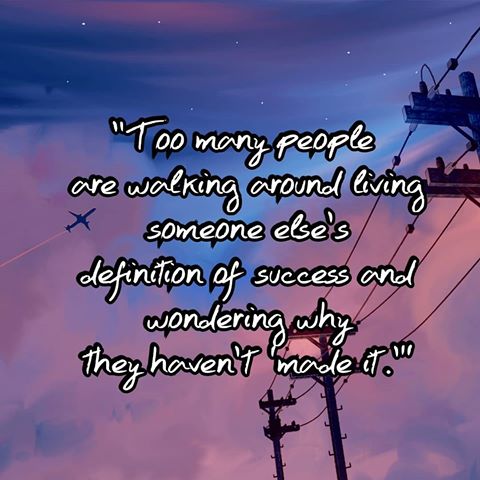 "Too many people
are walking around living
someone else's
definition of success and
wondering why
they haven't 'made it.'"